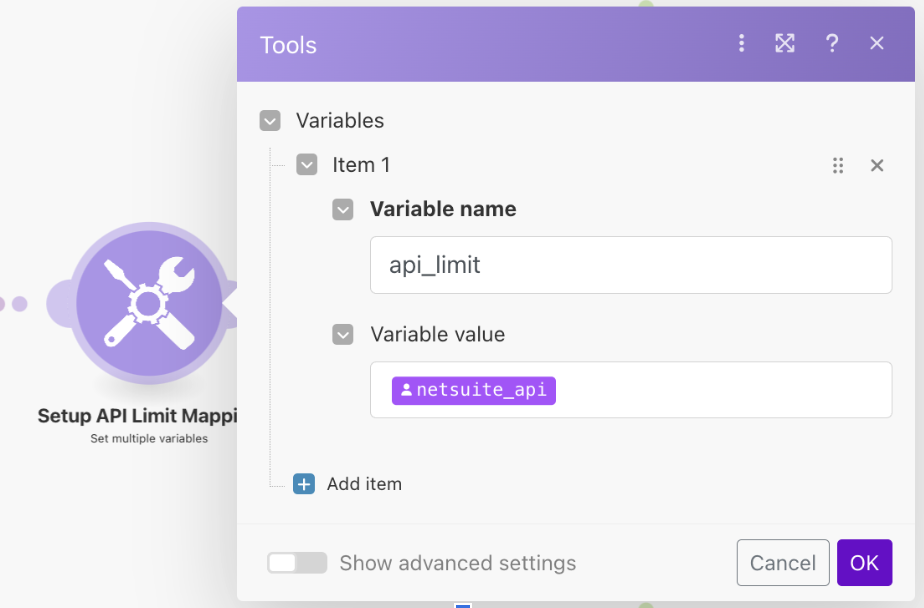 Tools
?
Variables
Item 1
Variable name
api_limit
Variable value
netsuite_api
Add item
Setup API Limit Mappi
Set multiple variables
Show advanced settings
Cancel
OK